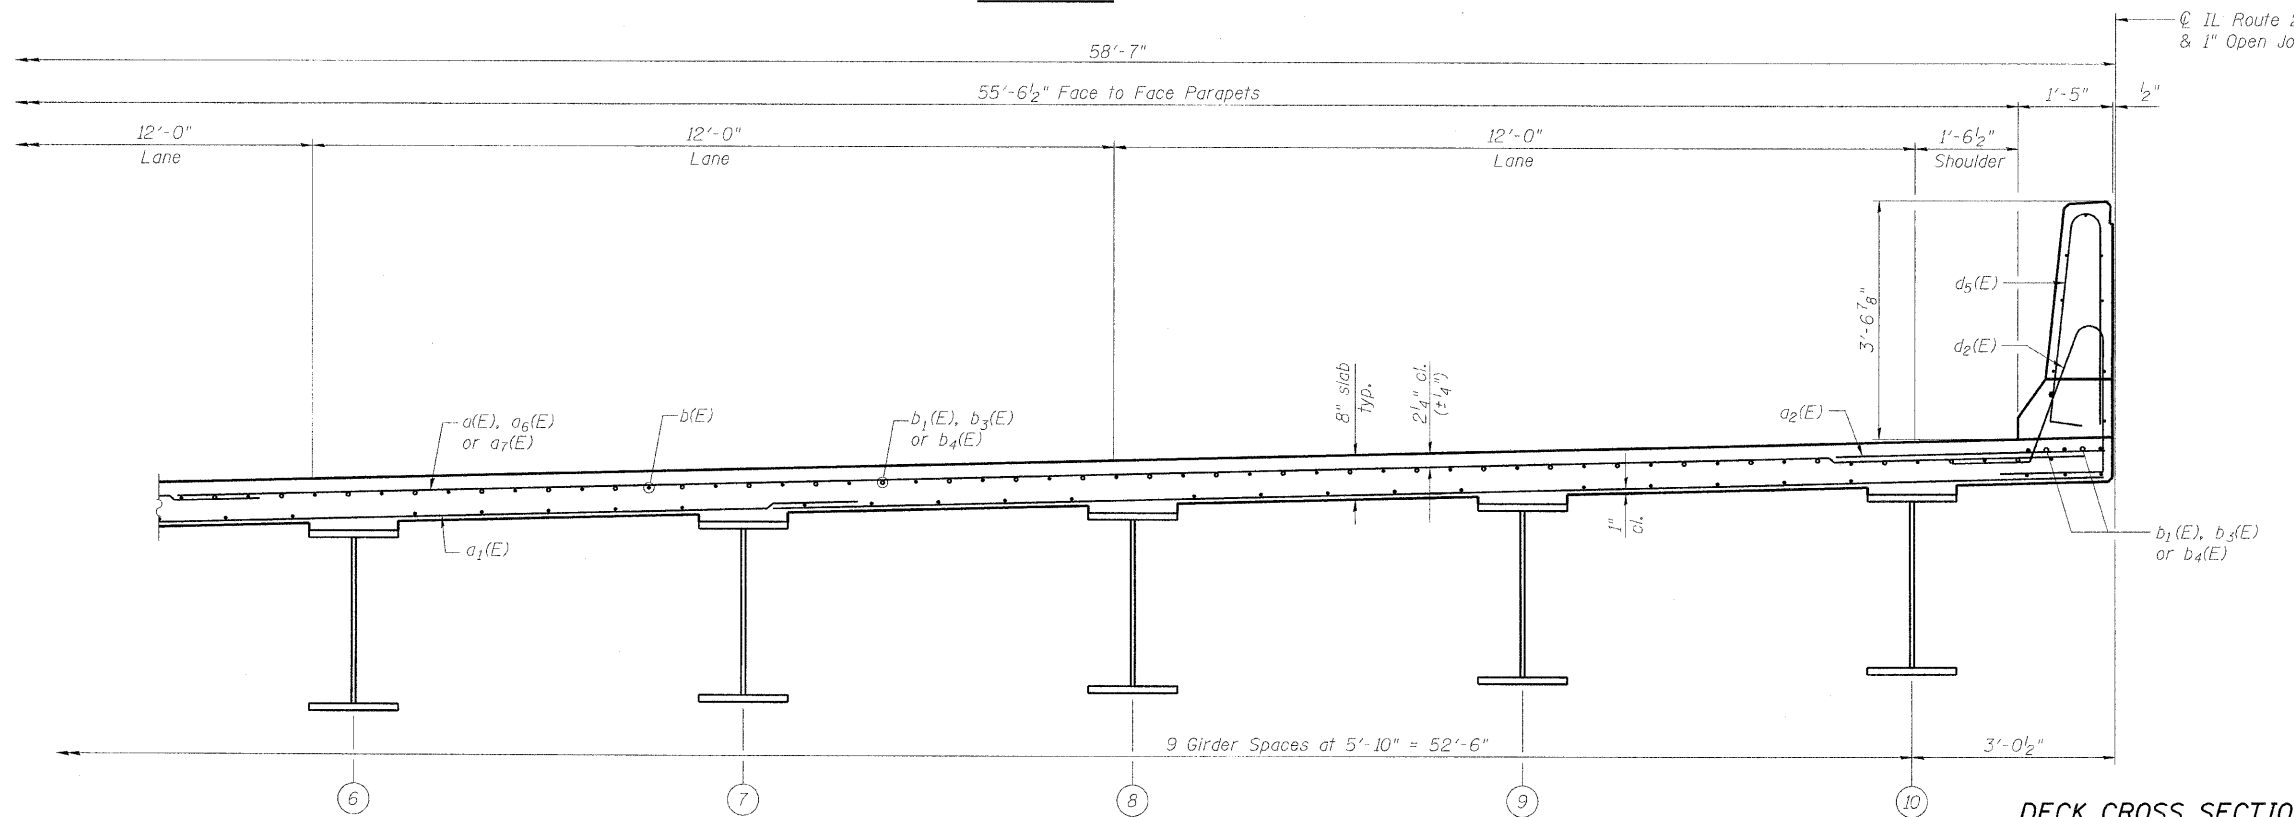 ℄ IL Route
& 1" Open
58'-7"
55'-6½" Face to Face Parapets
1'-5"
½"
12'-0"
Lane
12'-0"
Lane
12'-0"
Lane
1'-6½"
Shoulder
3'-6⅞"
d5(E)
d2(E)
8" slab
typ.
2¼" cl.
(±¼")
a(E), a6(E)
or a7(E)
b(E)
b1(E), b3(E)
or b4(E)
a2(E)
a1(E)
1"
cl.
b1(E), b3(E)
or b4(E)
9 Girder Spaces at 5'-10" = 52'-6"
3'-0½"
6
7
8
9
10
DECK CROSS